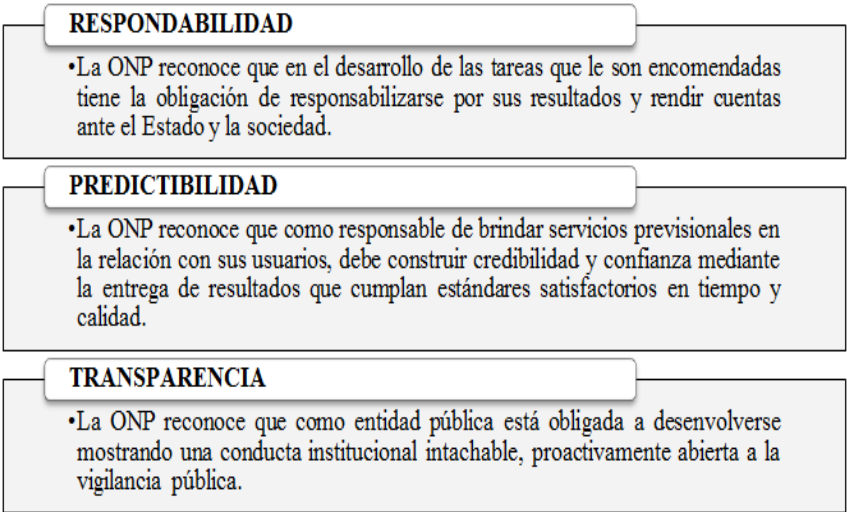 RESPONDABILIDAD
•La ONP reconoce que en el desarrollo de las tareas que le son encomendadas
tiene la obligación de responsabilizarse por sus resultados y rendir cuentas
ante el Estado y la sociedad.
PREDICTIBILIDAD
•La ONP reconoce que como responsable de brindar servicios previsionales en
la relación con sus usuarios, debe construir credibilidad y confianza mediante
la entrega de resultados que cumplan estándares satisfactorios en tiempo y
calidad.
TRANSPARENCIA
•La ONP reconoce que como entidad pública está obligada a desenvolverse
mostrando una conducta institucional intachable, proactivamente abierta a la
vigilancia pública.